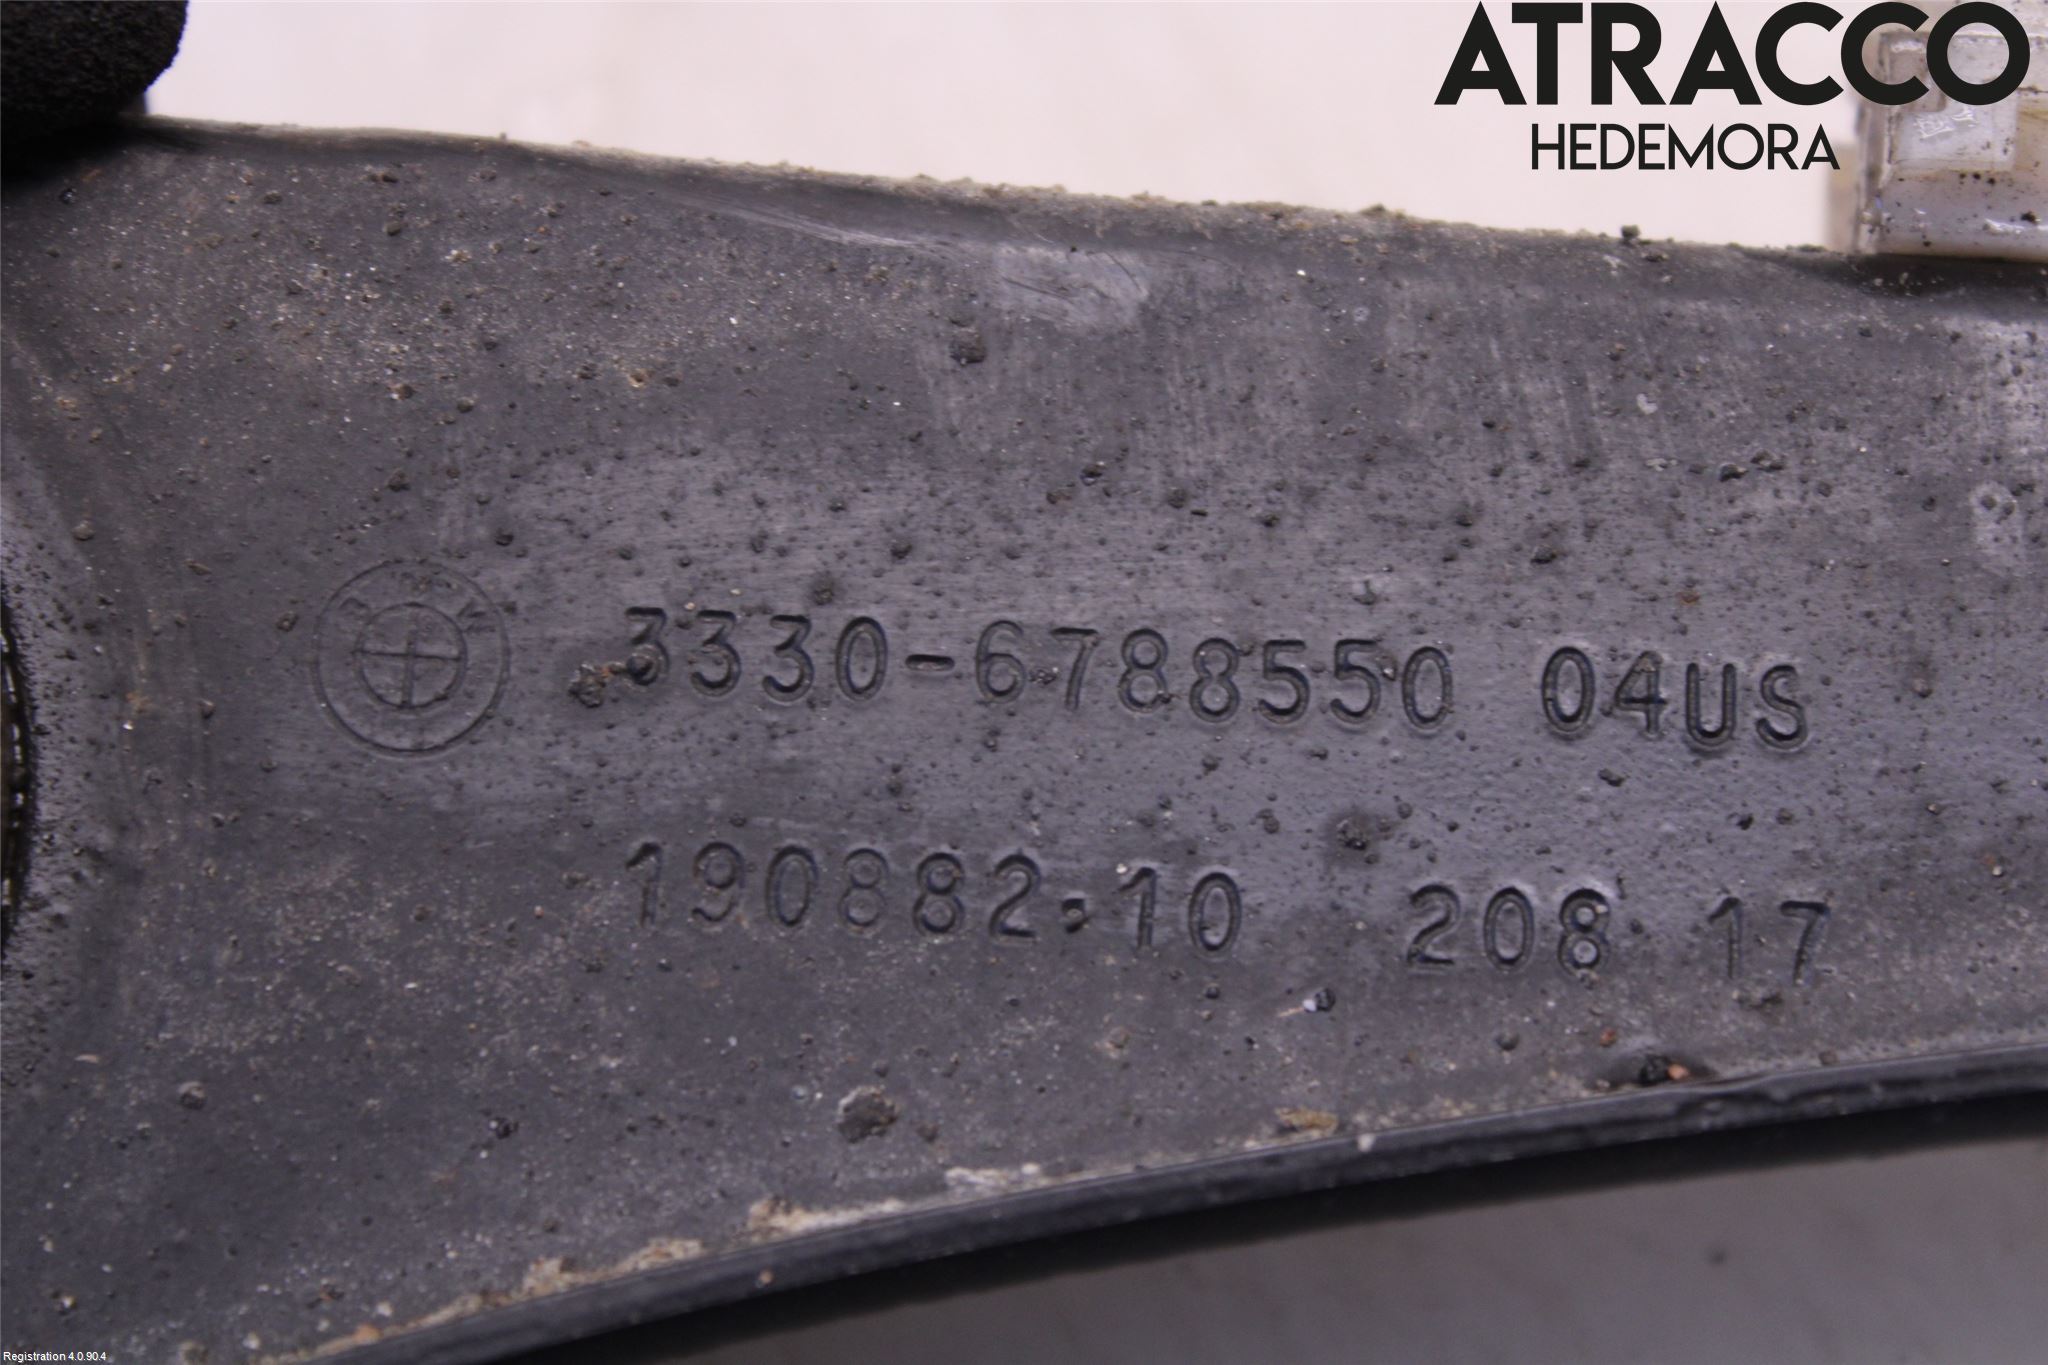 ATRACCO
HEDEMORA
3330-6788550 04US
190882·10 208 17
Registration 4.0.90.4